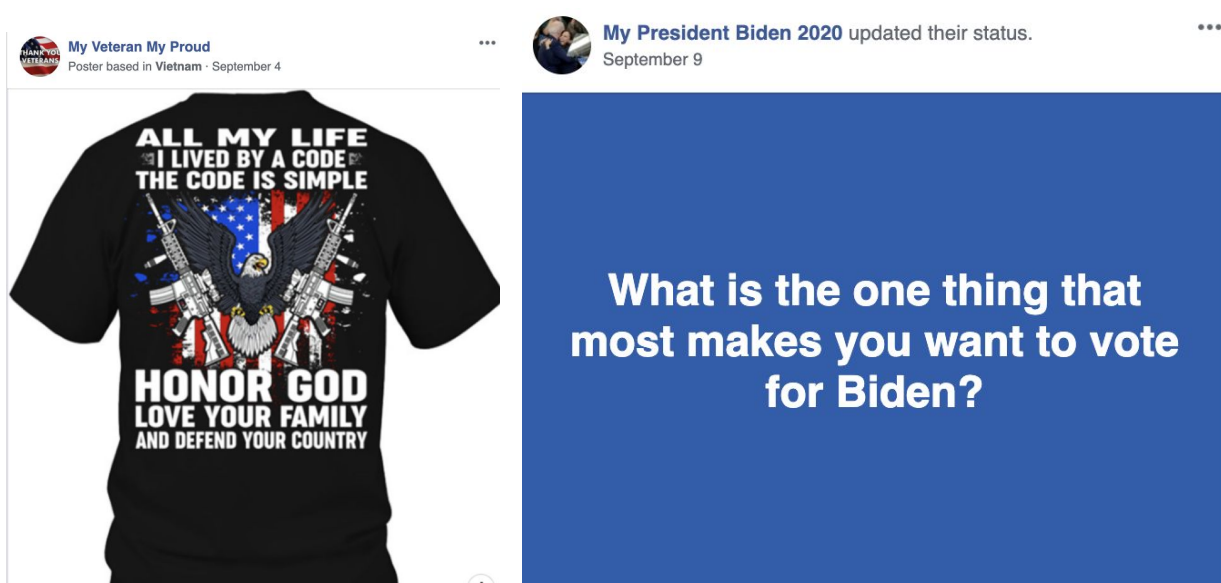 THANK YOU
VETERANS
My Veteran My Proud
Poster based in Vietnam · September 4
ALL MY LIFE
I LIVED BY A CODE
THE CODE IS SIMPLE
HONOR GOD
LOVE YOUR FAMILY
AND DEFEND YOUR COUNTRY
My President Biden 2020 updated their status.
September 9
What is the one thing that
most makes you want to vote
for Biden?